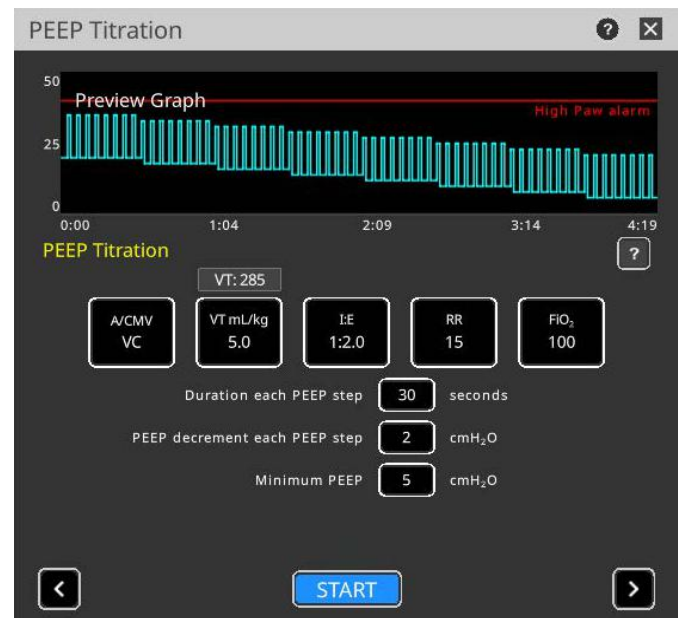 PEEP Titration ? X
50
Preview Graph
High Paw alarm
25
0
0:00 1:04 2:09 3:14 4:19
PEEP Titration ?
VT: 285
A/CMV VT mL/kg I:E RR FiO₂
VC 5.0 1:2.0 15 100
Duration each PEEP step 30 seconds
PEEP decrement each PEEP step 2 cmH₂O
Minimum PEEP 5 cmH₂O
< START >